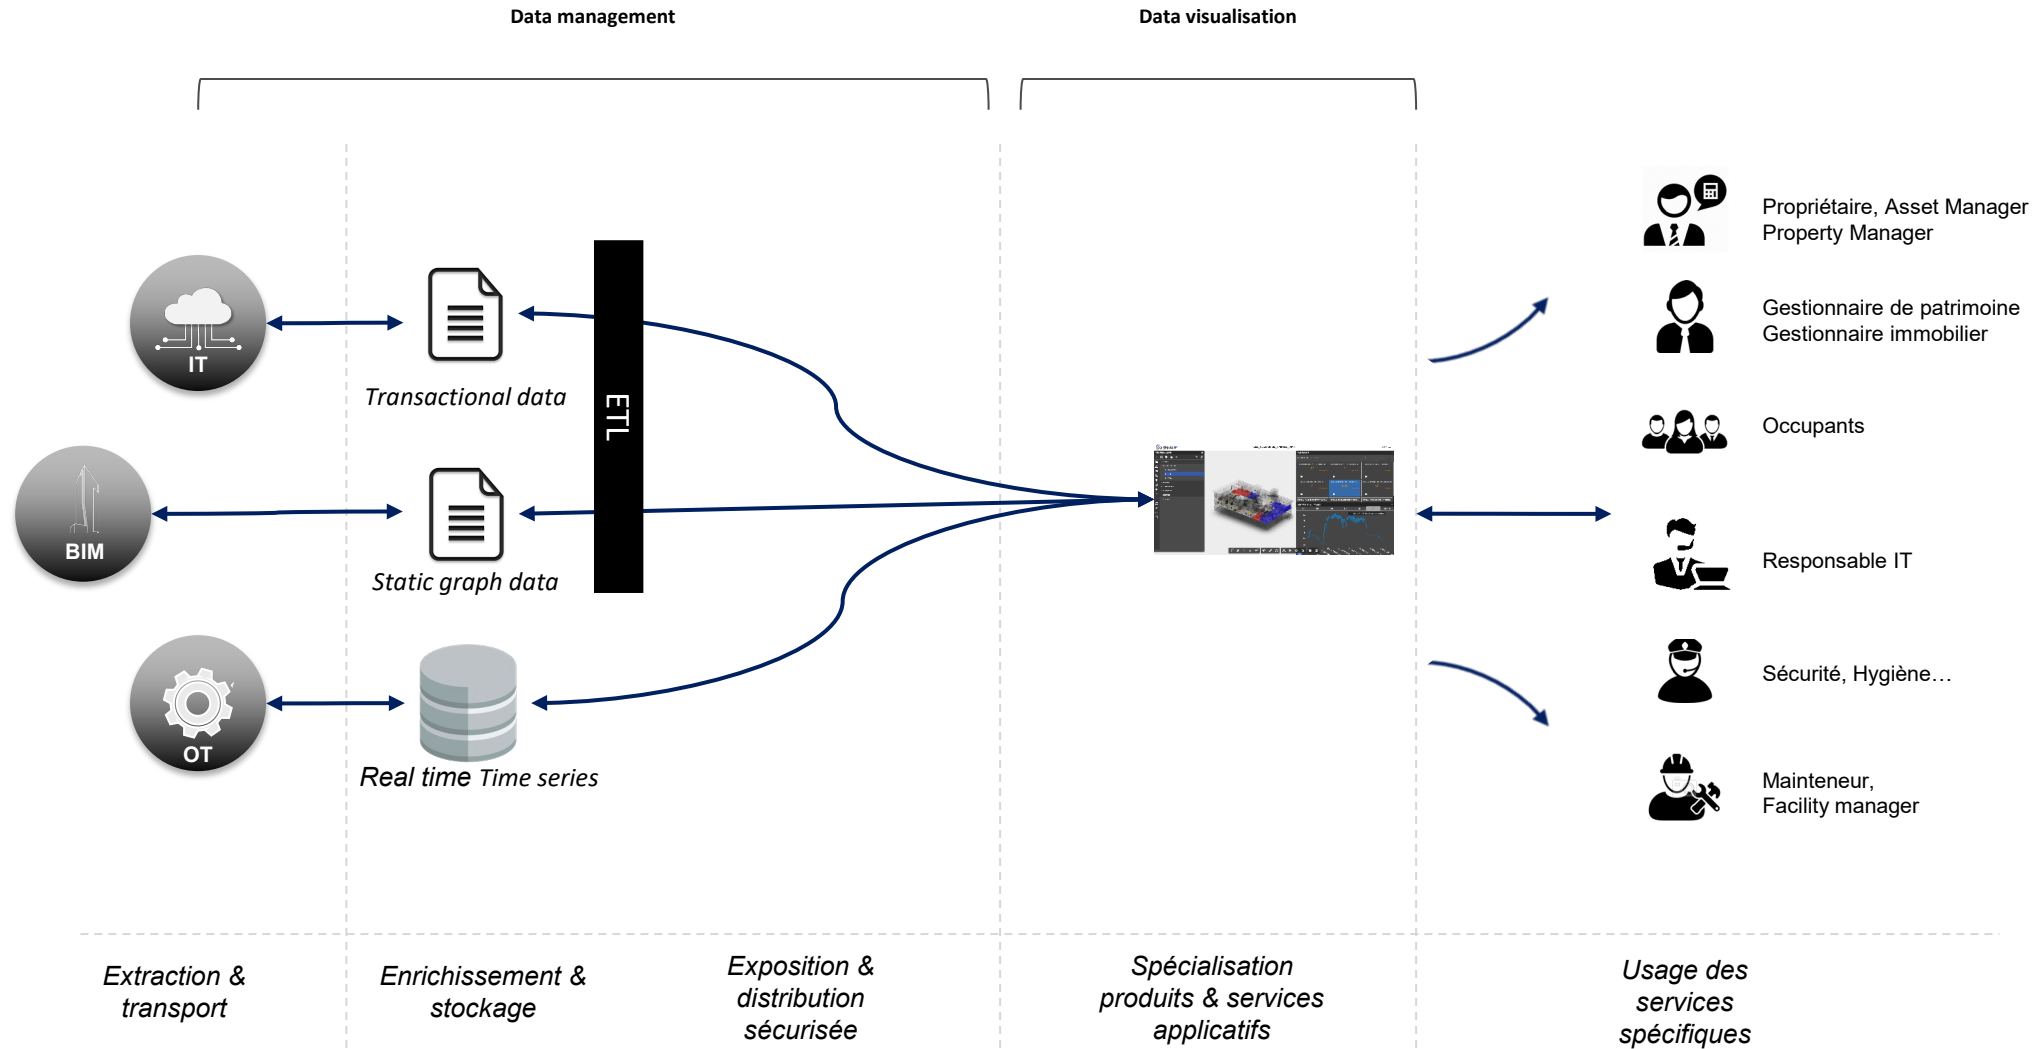 Data management
Data visualisation
IT
Transactional data
ETL
BIM
Static graph data
OT
Real time Time series
Propriétaire, Asset Manager
Property Manager
Gestionnaire de patrimoine
Gestionnaire immobilier
Occupants
Responsable IT
Sécurité, Hygiène…
Mainteneur,
Facility manager
Extraction &
transport
Enrichissement &
stockage
Exposition &
distribution
sécurisée
Spécialisation
produits & services
applicatifs
Usage des
services
spécifiques